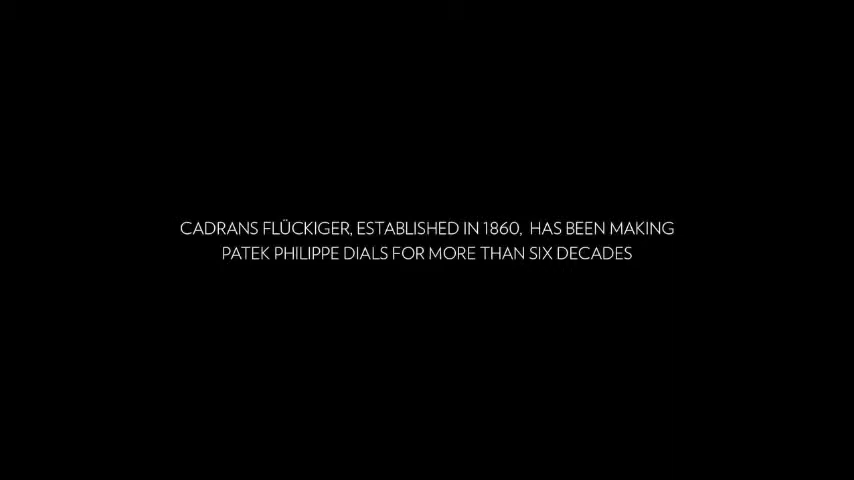 CADRANS FLÜCKIGER, ESTABLISHED IN 1860, HAS BEEN MAKING
PATEK PHILIPPE DIALS FOR MORE THAN SIX DECADES